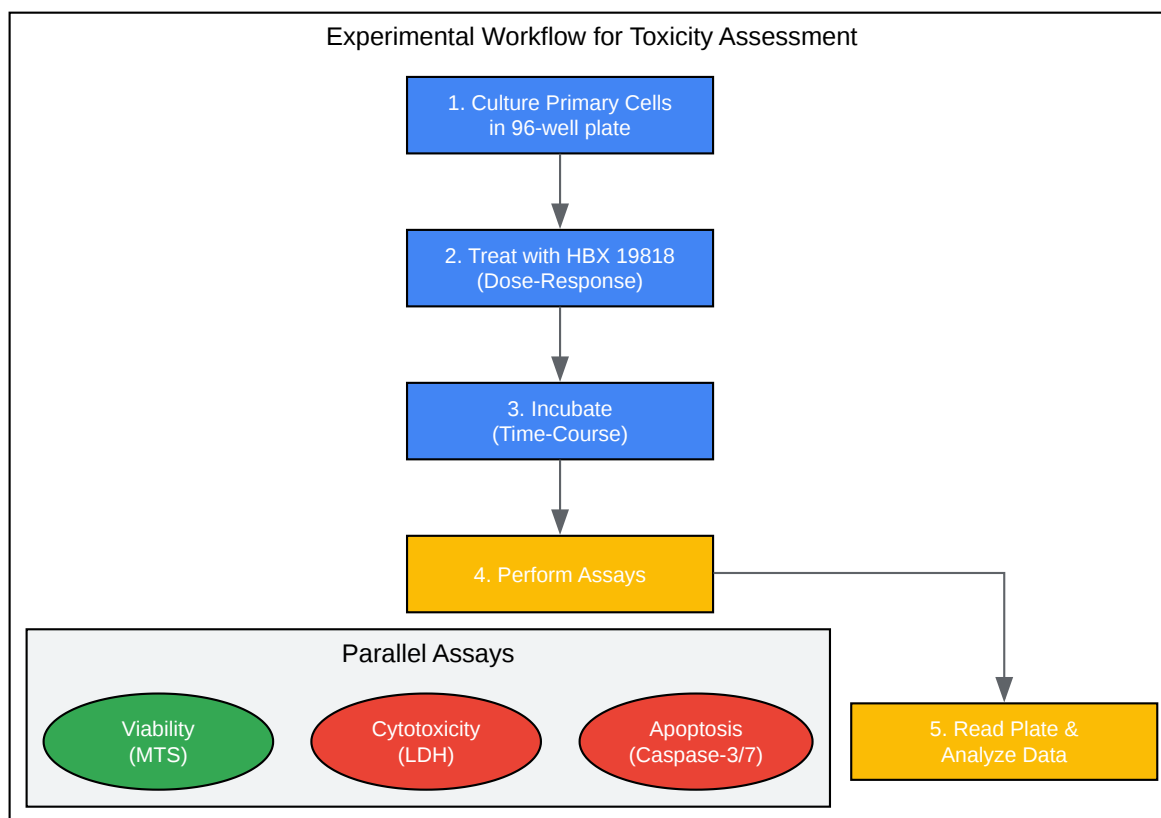 Experimental Workflow for Toxicity Assessment
1. Culture Primary Cells
in 96-well plate
2. Treat with HBX 19818
(Dose-Response)
3. Incubate
(Time-Course)
4. Perform Assays
Parallel Assays
Viability
(MTS)
Cytotoxicity
(LDH)
Apoptosis
(Caspase-3/7)
5. Read Plate &
Analyze Data